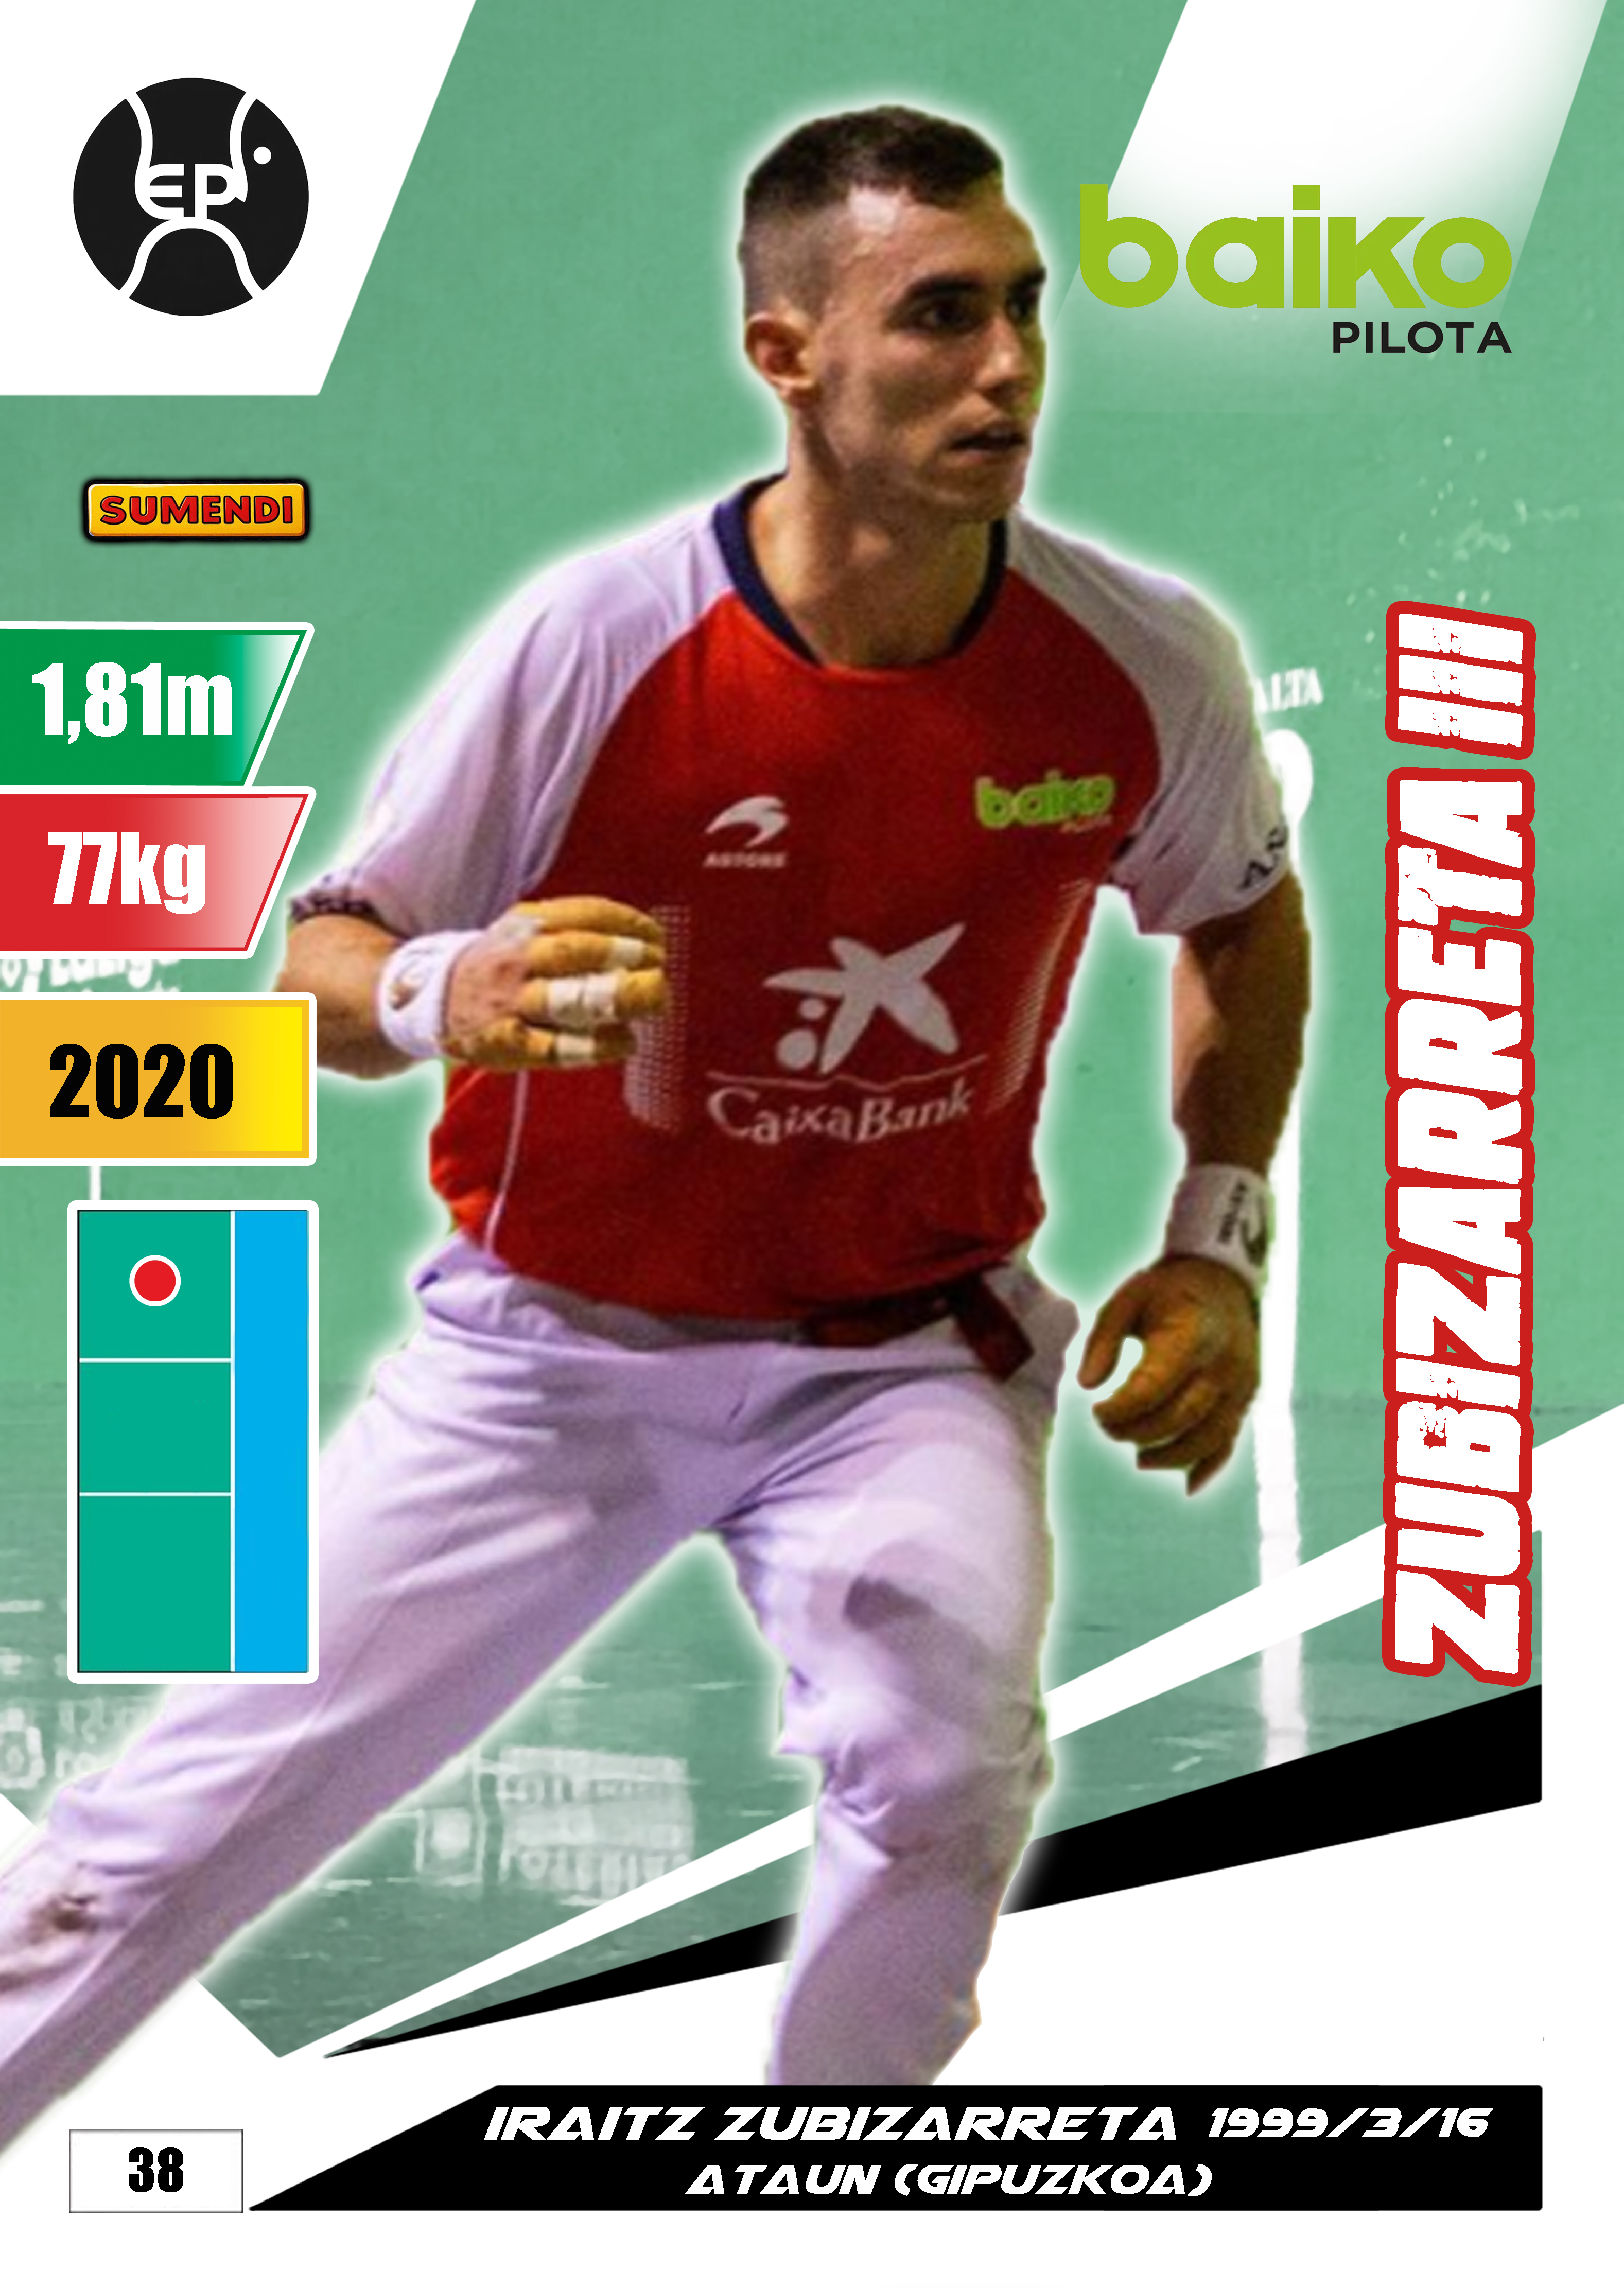 EP
baiko
PILOTA
SUMENDI
1,81m
77kg
2020
ZUBIZARRETA III
ALTA
ASTORE
baiko
CaixaBank
IRAITZ ZUBIZARRETA 1999/3/16
ATAUN (GIPUZKOA)
38